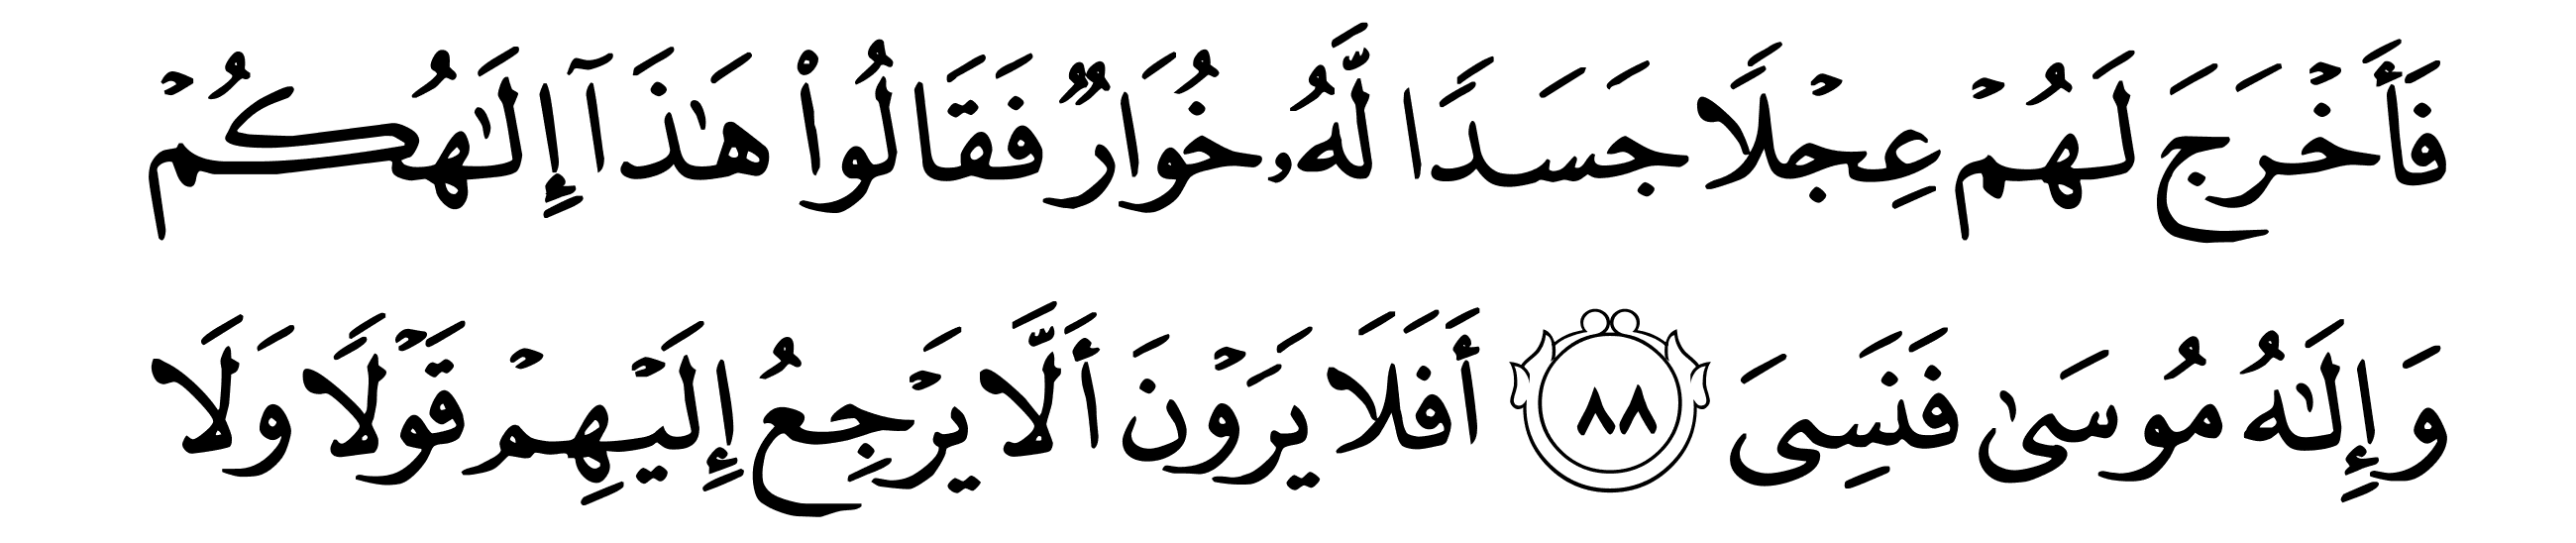 فَأَخْرَجَ لَهُمْ عِجْلًا جَسَدًا لَّهُۥ خُوَارٌ فَقَالُوا۟ هَـٰذَآ إِلَـٰهُكُمْ
وَإِلَـٰهُ مُوسَىٰ فَنَسِىَ ٨٨ أَفَلَا يَرَوْنَ أَلَّا يَرْجِعُ إِلَيْهِمْ قَوْلًا وَلَا